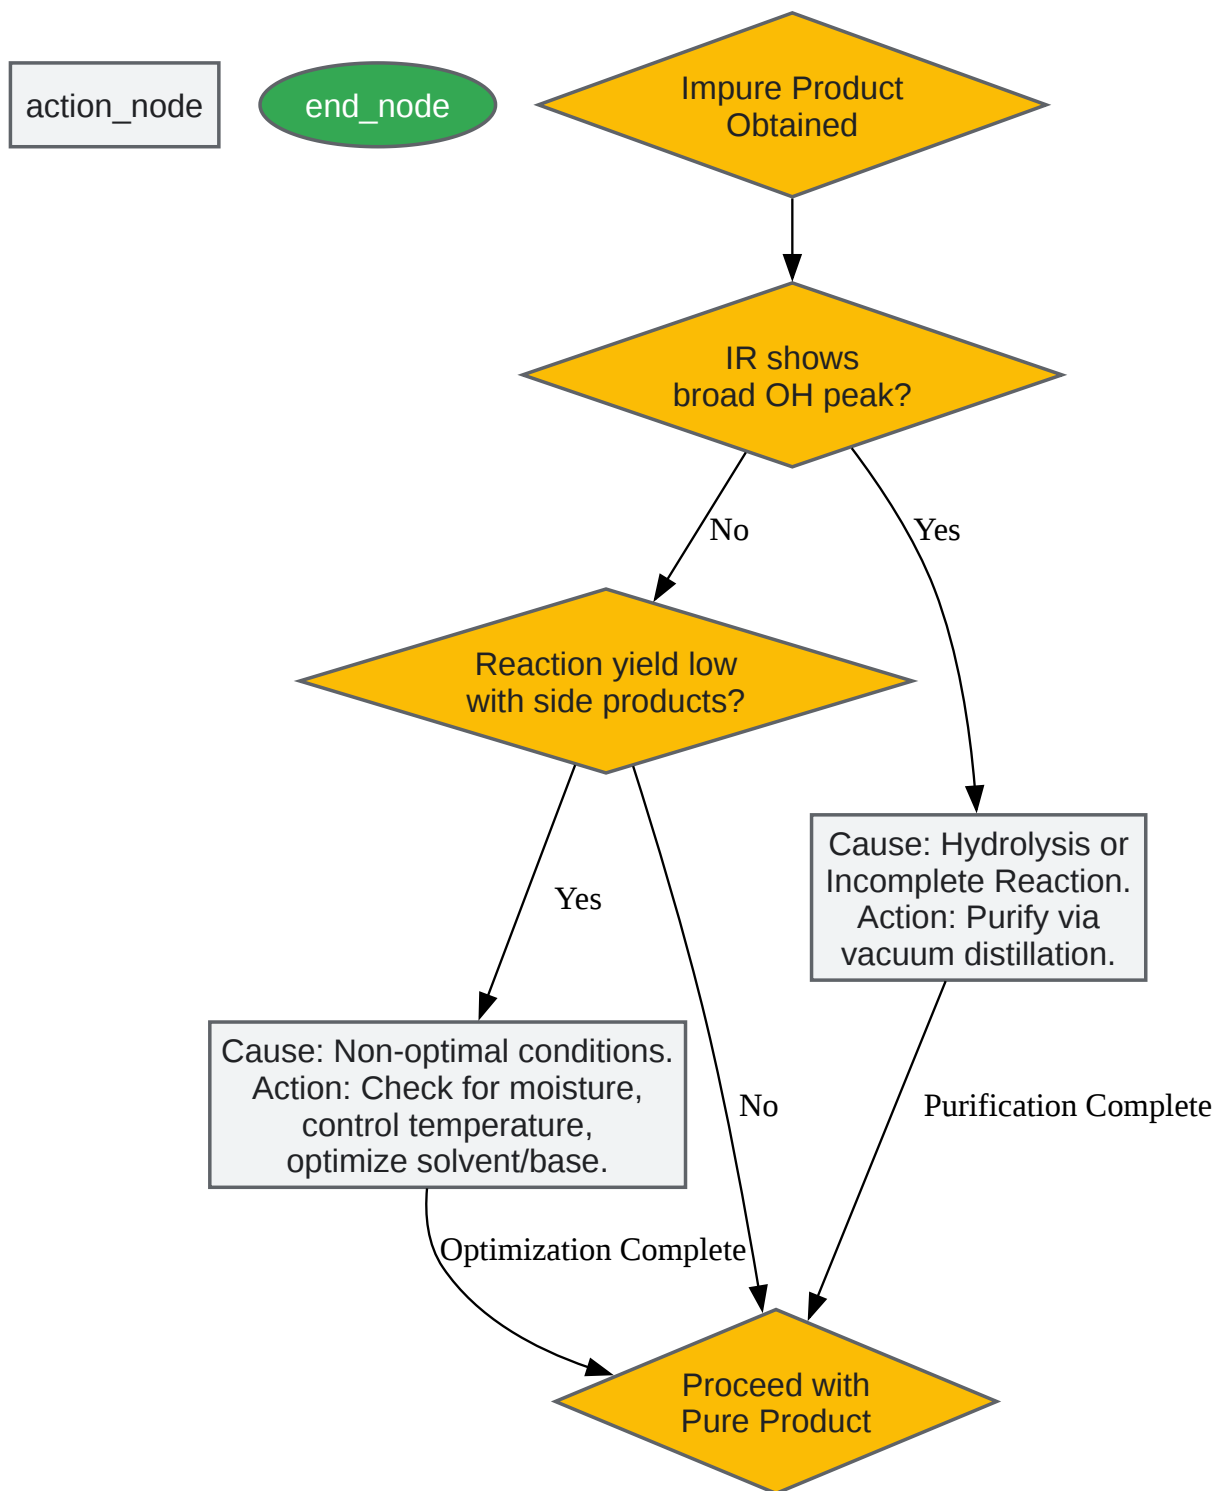 action_node
end_node
Impure Product
Obtained
IR shows
broad OH peak?
No
Yes
Reaction yield low
with side products?
Cause: Hydrolysis or
Incomplete Reaction.
Action: Purify via
vacuum distillation.
Yes
Cause: Non-optimal conditions.
Action: Check for moisture,
control temperature,
optimize solvent/base.
No
Purification Complete
Optimization Complete
Proceed with
Pure Product